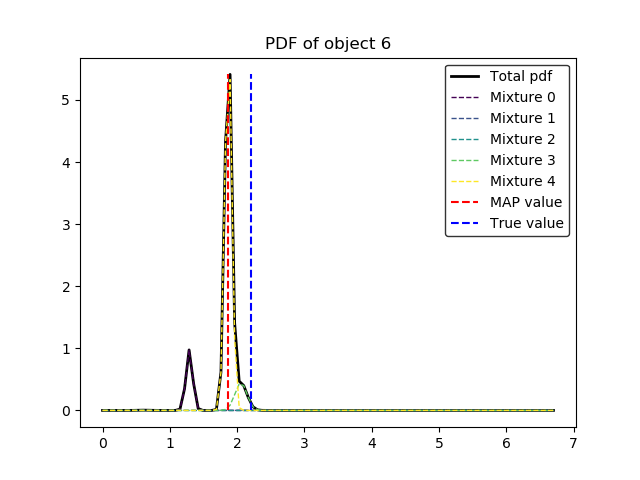 PDF of object 6
Total pdf
Mixture 0
Mixture 1
Mixture 2
Mixture 3
Mixture 4
MAP value
True value
5
4
3
2
1
0
0 1 2 3 4 5 6 7